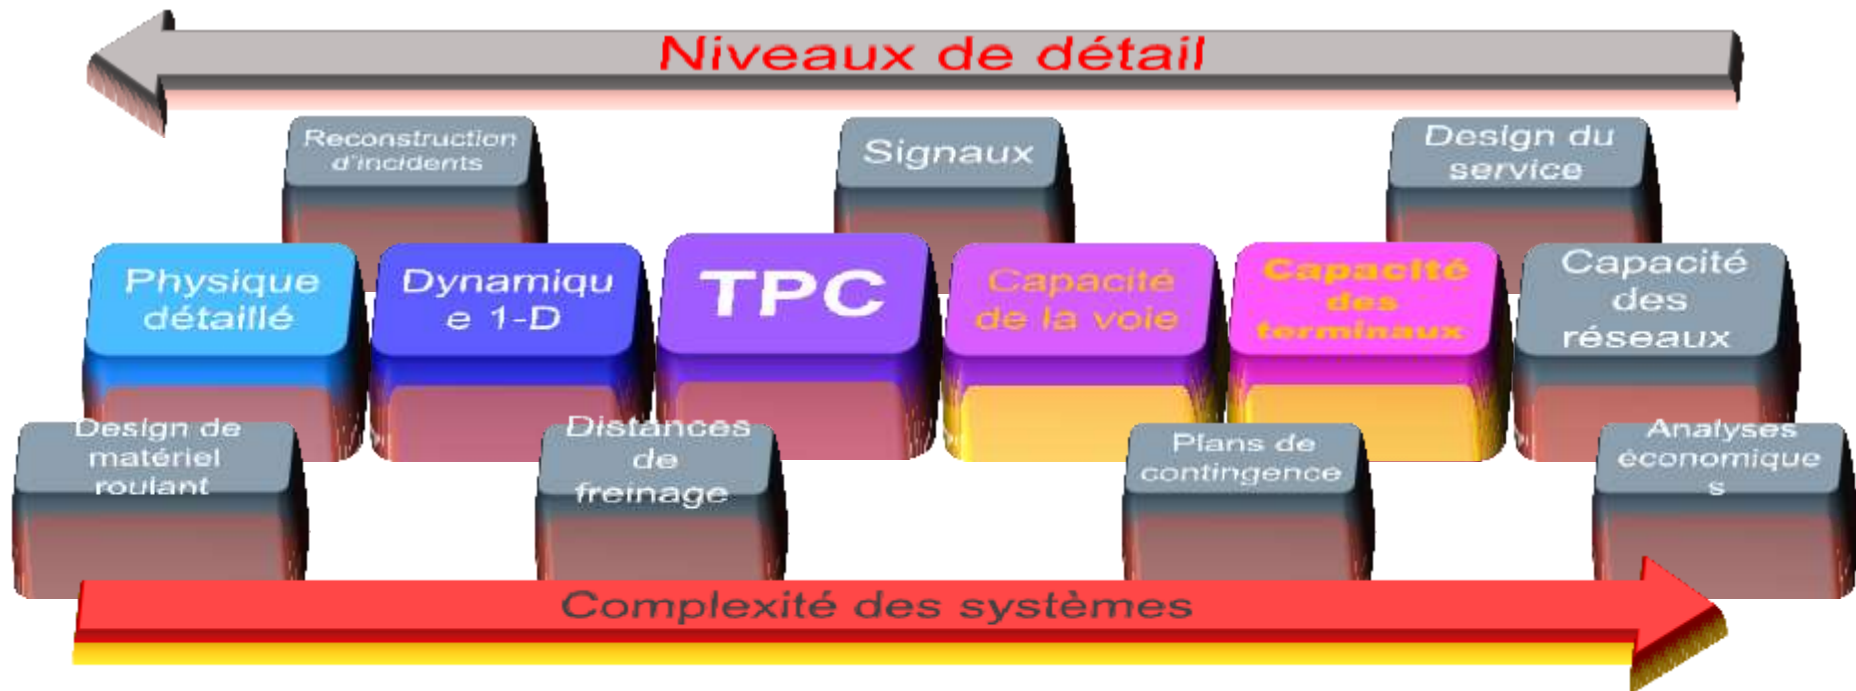 Niveaux de détail
Reconstruction
d'incidents
Signaux
Design du
service
Physique
détaillé
Dynamiqu
e 1-D
TPC
Capacité
de la voie
Capacité
des
terminaux
Capacité
des
réseaux
Design de
matériel
roulant
Distances
de
freinage
Plans de
contingence
Analyses
économique
s
Complexité des systèmes